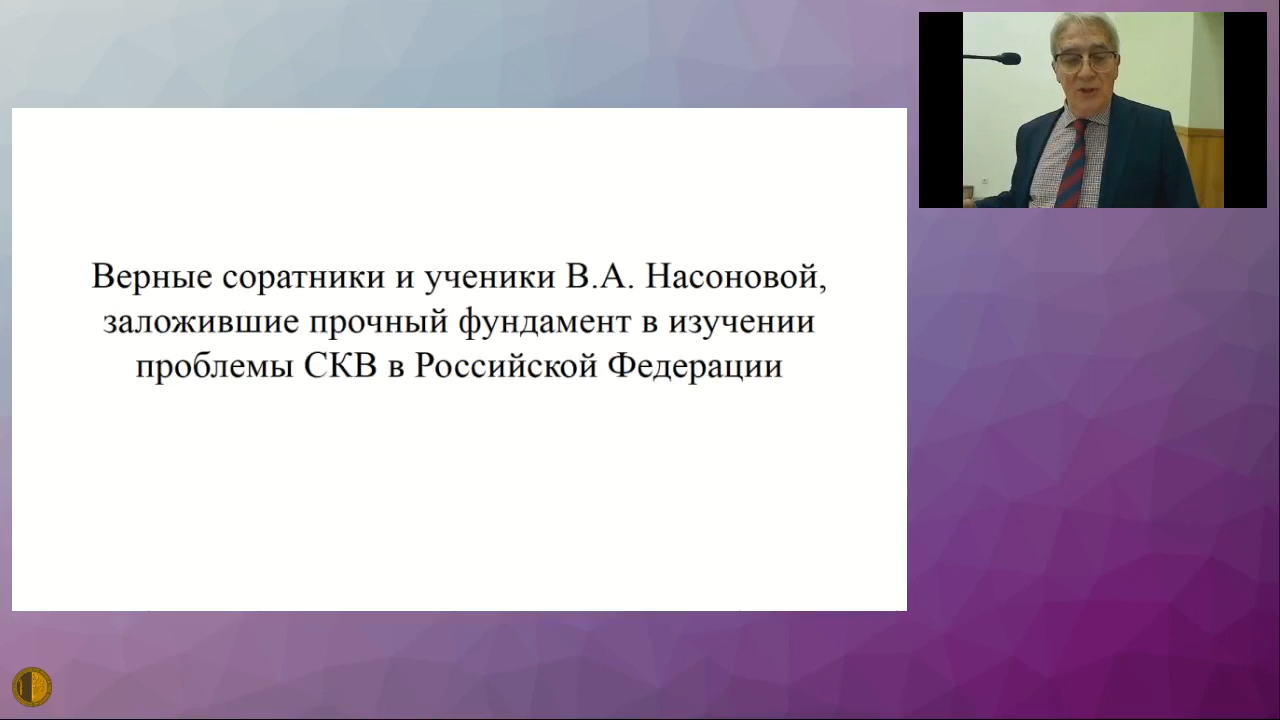 Верные соратники и ученики В.А. Насоновой,
заложившие прочный фундамент в изучении
проблемы СКВ в Российской Федерации